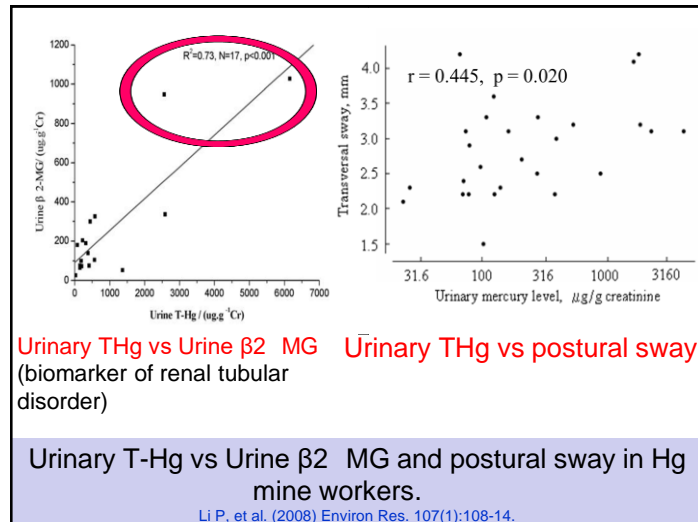 1200
1000
800
600
400
200
0
R²=0.73, N=17, p<0.001
Urine β 2-MG/ (ug.g⁻¹Cr)
0 1000 2000 3000 4000 5000 6000 7000
Urine T-Hg / (ug.g⁻¹Cr)
4.0
3.5
3.0
2.5
2.0
1.5
r = 0.445, p = 0.020
Transversal sway, mm
31.6 100 316 1000 3160
Urinary mercury level, μg/g creatinine
Urinary THg vs Urine β2 MG
(biomarker of renal tubular
disorder)
Urinary THg vs postural sway
Urinary T-Hg vs Urine β2 MG and postural sway in Hg
mine workers.
Li P, et al. (2008) Environ Res. 107(1):108-14.